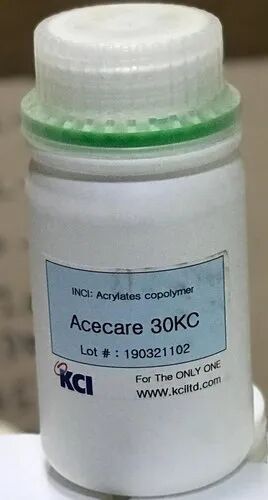 INCI: Acrylates copolymer
Acecare 30KC
Lot # : 190321102
KCI
For The ONLY ONE
www.kciltd.com